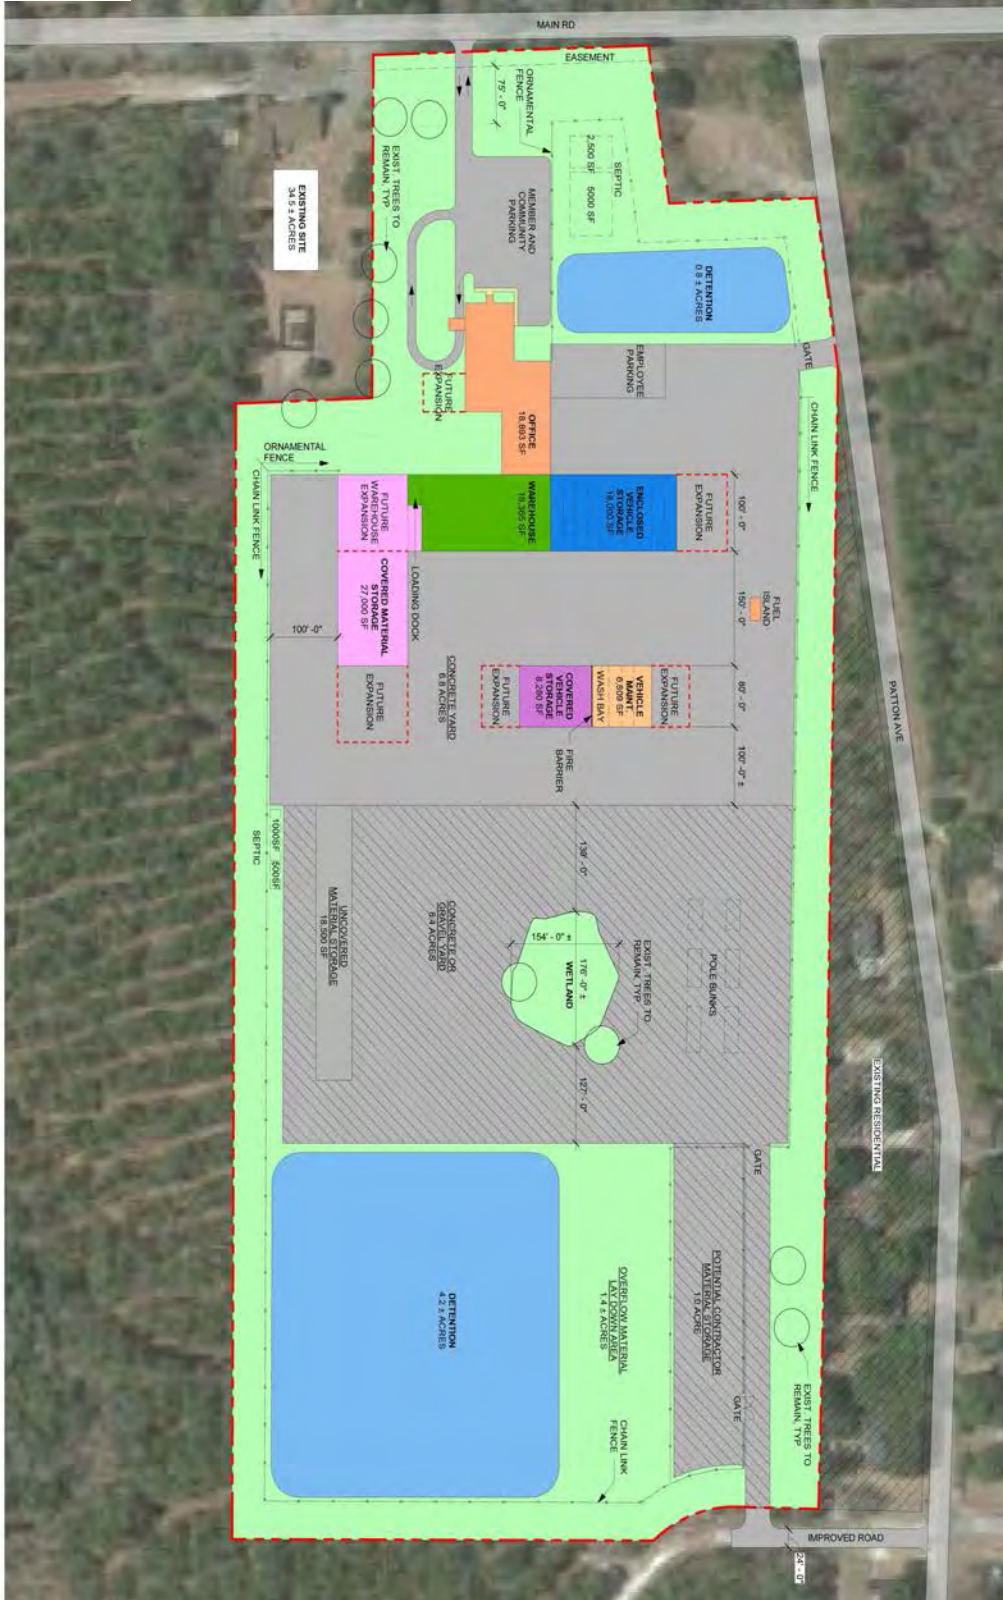 MAIN RD
EASEMENT
75' - 0"
ORNAMENTAL
FENCE
EXIST. TREES TO
REMAIN, TYP
EXISTING SITE
34.5 ± ACRES
MEMBER AND
COMMUNITY
PARKING
SEPTIC
2,500 SF
5000 SF
DETENTION
0.8 ± ACRES
GATE
EMPLOYEE
PARKING
CHAIN LINK FENCE
FUTURE
EXPANSION
OFFICE
18,893 SF
ORNAMENTAL
FENCE
CHAIN LINK FENCE
FUTURE
WAREHOUSE
EXPANSION
WAREHOUSE
18,365 SF
ENCLOSED
VEHICLE
STORAGE
18,000 SF
FUTURE
EXPANSION
100' - 0"
LOADING DOCK
COVERED MATERIAL
STORAGE
27,000 SF
150' - 0"
FUEL
ISLAND
100' -0"
CONCRETE YARD
6.8 ± ACRES
FUTURE
EXPANSION
FUTURE
EXPANSION
COVERED
VEHICLE
STORAGE
8,280 SF
WASH BAY
VEHICLE
MAINT.
6,809 SF
FUTURE
EXPANSION
80' - 0"
FIRE
BARRIER
100' -0" ±
PATTON AVE
SEPTIC
1000SF
500SF
UNCOVERED
MATERIAL STORAGE
18,500 SF
CONCRETE OR
GRAVEL YARD
8.4 ACRES
139' - 0"
154' - 0" ±
176' -0" ±
WETLAND
EXIST. TREES TO
REMAIN, TYP
POLE BUNKS
127' - 0"
EXISTING RESIDENTIAL
GATE
DETENTION
4.2 ± ACRES
OVERFLOW MATERIAL
LAY DOWN AREA
1.4 ± ACRES
POTENTIAL CONTRACTOR
MATERIAL STORAGE
1.0 ACRE
GATE
EXIST. TREES TO
REMAIN, TYP
CHAIN LINK
FENCE
IMPROVED ROAD
24' - 0"